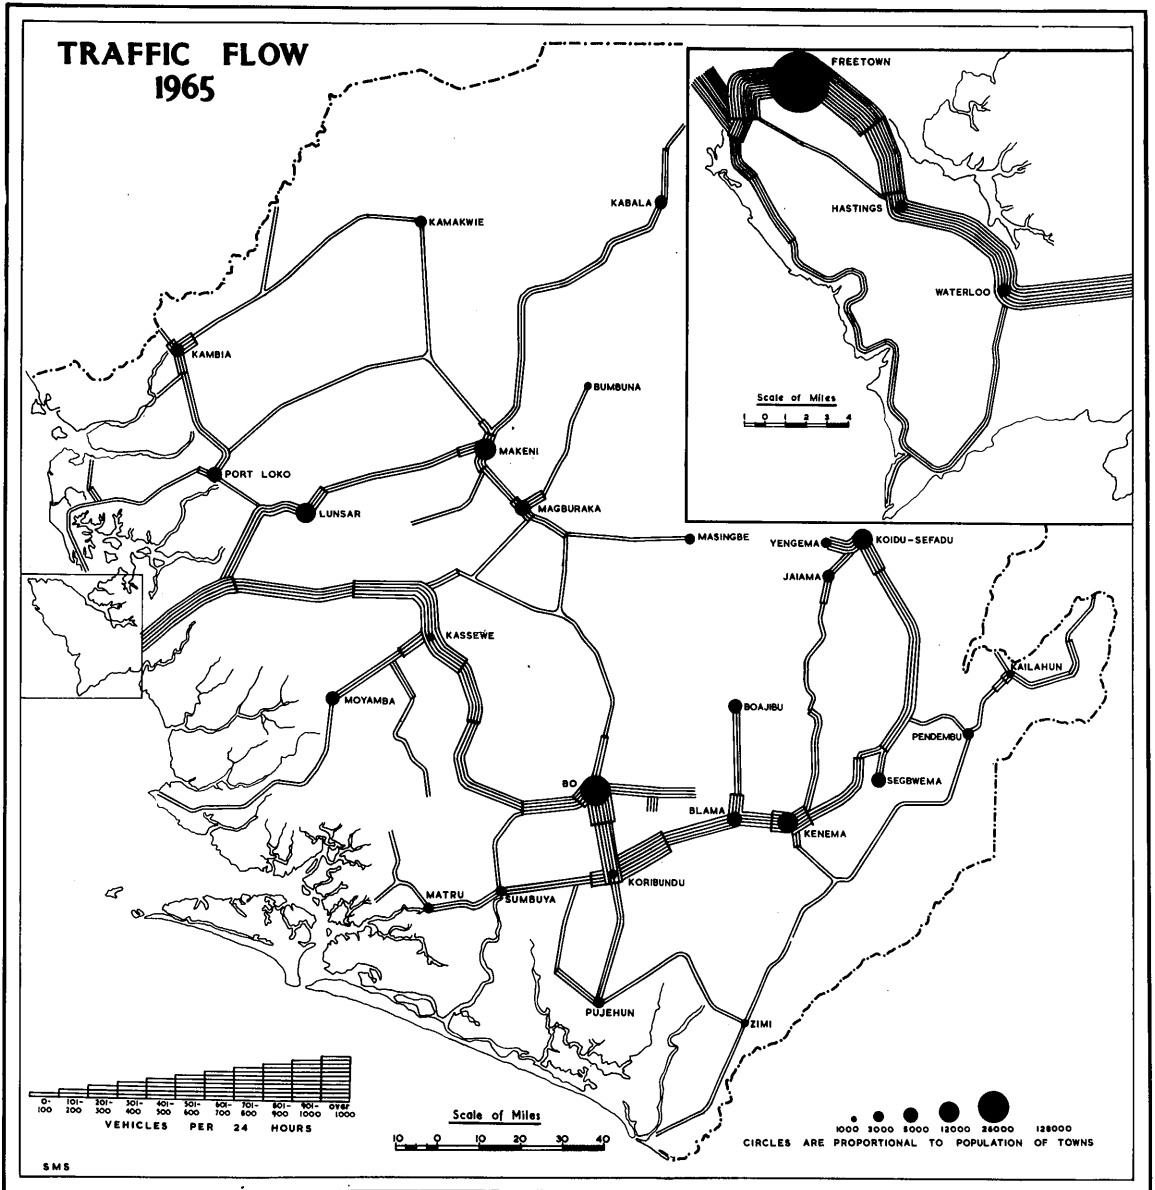 TRAFFIC FLOW
1965
FREETOWN
HASTINGS
WATERLOO
Scale of Miles
1 0 1 2 3 4
KABALA
KAMAKWIE
KAMBIA
BUMBUNA
MAKENI
PORT LOKO
LUNSAR
MAGBURAKA
MASINGBE
YENGEMA
KOIDU-SEFADU
JAIAMA
KASSEWE
KAILAHUN
MOYAMBA
BOAJIBU
PENDEMBU
BO
SEGBWEMA
BLAMA
KENEMA
KORIBUNDU
MATRU
SUMBUYA
PUJEHUN
ZIMI
0- 101- 201- 301- 401- 501- 601- 701- 801- 901- over
100 200 300 400 500 600 700 800 900 1000 1000
VEHICLES PER 24 HOURS
Scale of Miles
10 0 10 20 30 40
1000 3000 5000 12000 26000 128000
CIRCLES ARE PROPORTIONAL TO POPULATION OF TOWNS
SMS